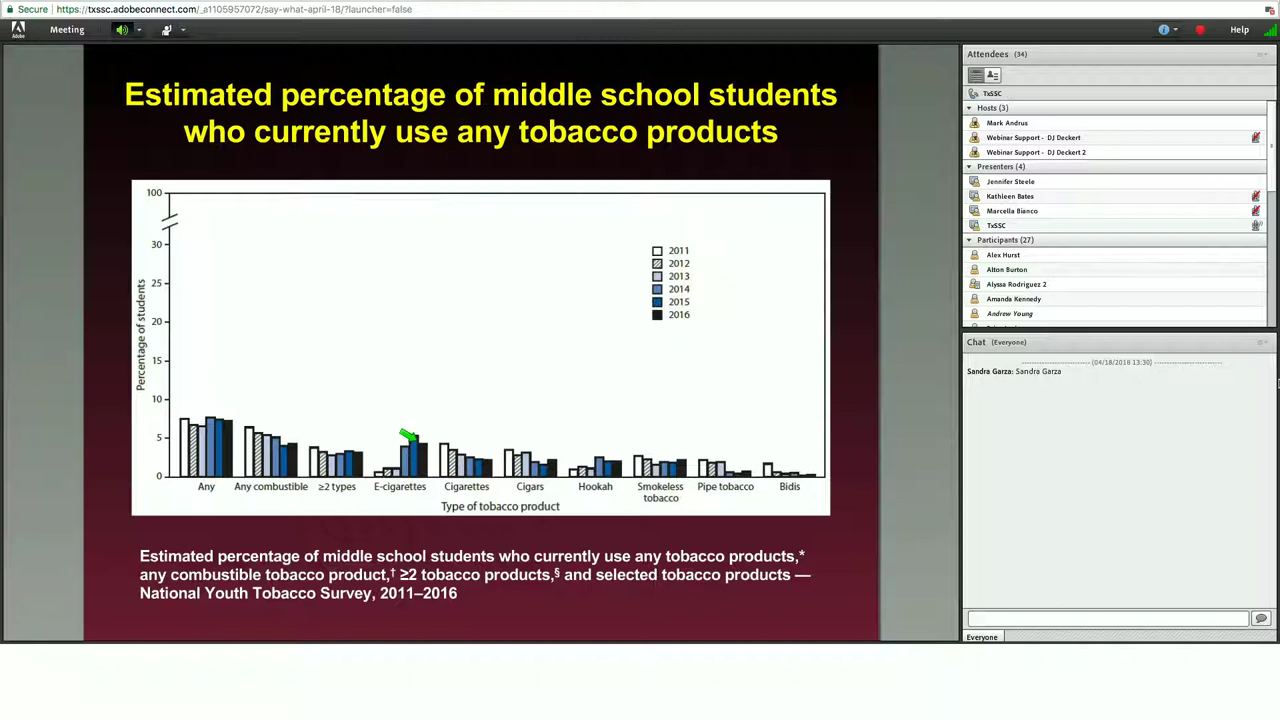 Secure https://txssc.adobeconnect.com/_a1105957072/say-what-april-18/?launcher=false
Adobe Meeting Help
Estimated percentage of middle school students
who currently use any tobacco products
100
30
25
20
15
10
5
0
Percentage of students
2011
2012
2013
2014
2015
2016
Any Any combustible ≥2 types E-cigarettes Cigarettes Cigars Hookah Smokeless Pipe tobacco Bidis
tobacco
Type of tobacco product
Estimated percentage of middle school students who currently use any tobacco products,*
any combustible tobacco product,† ≥2 tobacco products,§ and selected tobacco products —
National Youth Tobacco Survey, 2011–2016
Attendees (34)
TxSSC
Hosts (3)
Mark Andrus
Webinar Support - DJ Deckert
Webinar Support - DJ Deckert 2
Presenters (4)
Jennifer Steele
Kathleen Bates
Marcella Bianco
TxSSC
Participants (27)
Alex Hurst
Alton Burton
Alyssa Rodriguez 2
Amanda Kennedy
Andrew Young
Chat (Everyone)
(04/18/2018 13:30)
Sandra Garza: Sandra Garza
Everyone